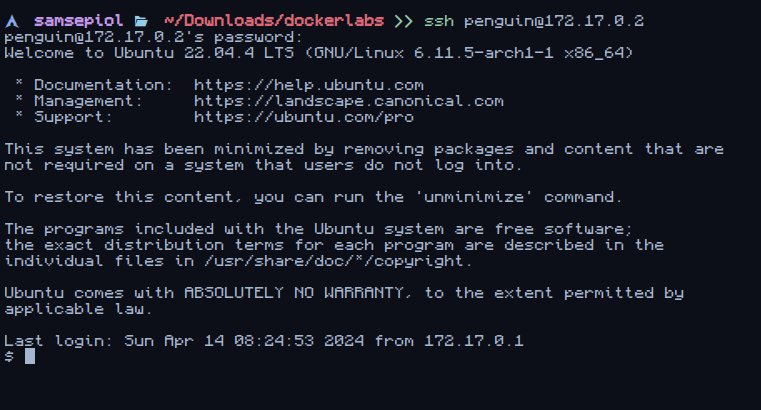 samsepiol ~/Downloads/dockerlabs >> ssh penguin@172.17.0.2
penguin@172.17.0.2's password:
Welcome to Ubuntu 22.04.4 LTS (GNU/Linux 6.11.5-arch1-1 x86_64)
* Documentation: https://help.ubuntu.com
* Management: https://landscape.canonical.com
* Support: https://ubuntu.com/pro
This system has been minimized by removing packages and content that are
not required on a system that users do not log into.
To restore this content, you can run the 'unminimize' command.
The programs included with the Ubuntu system are free software;
the exact distribution terms for each program are described in the
individual files in /usr/share/doc/*/copyright.
Ubuntu comes with ABSOLUTELY NO WARRANTY, to the extent permitted by
applicable law.
Last login: Sun Apr 14 08:24:53 2024 from 172.17.0.1
$